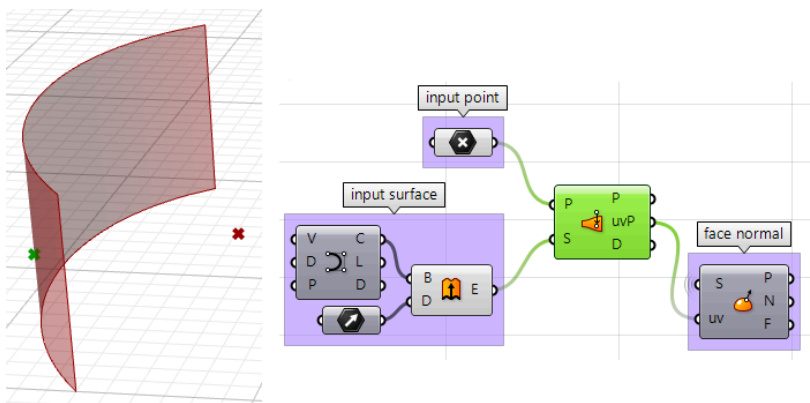 input point
input surface
face normal
V C
D L
P D
B E
D
P P
S uvP
D
S P
uv N
F